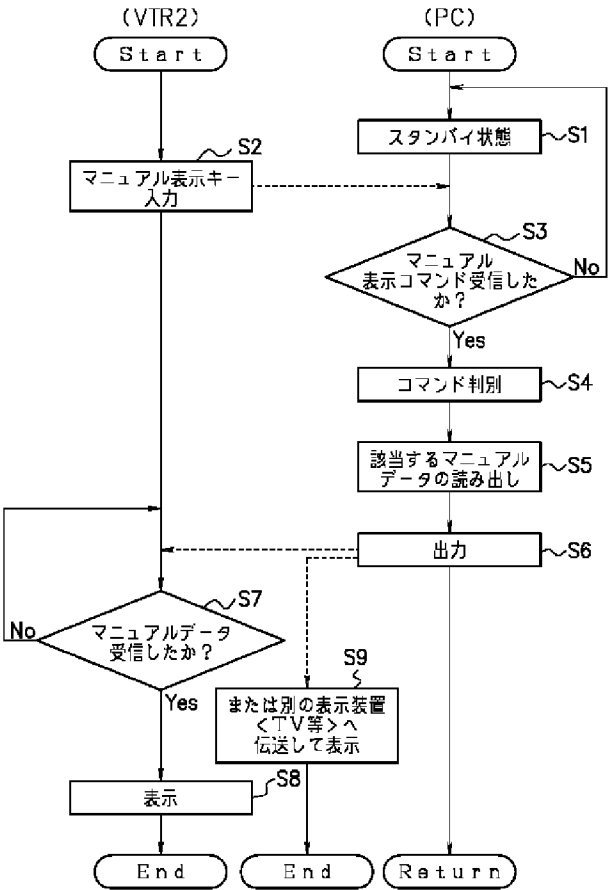 (VTR2)
(PC)
Start
Start
スタンバイ状態
S1
S2
マニュアル表示キー
入力
S3
マニュアル
表示コマンド受信した
か?
No
Yes
コマンド判別
S4
該当するマニュアル
データの読み出し
S5
出力
S6
S7
マニュアルデータ
受信したか?
No
Yes
S9
または別の表示装置
<TV等>へ
伝送して表示
S8
表示
End
End
Return